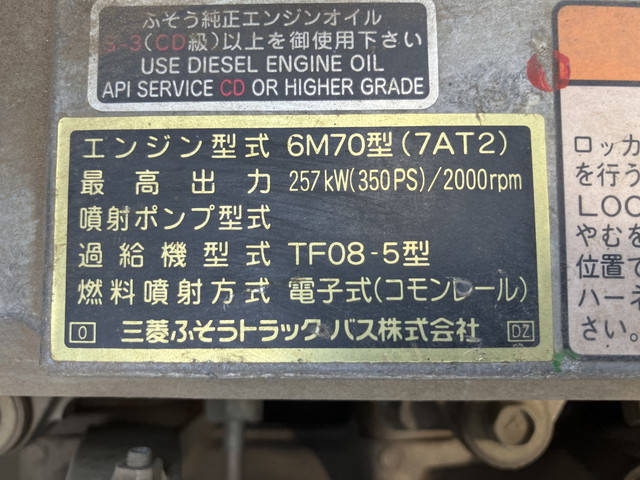 ふそう純正エンジンオイル
S-3(CD級)以上を御使用下さい
USE DIESEL ENGINE OIL
API SERVICE CD OR HIGHER GRADE
エンジン型式 6M70型(7AT2)
最高出力 257kW(350PS)/2000rpm
噴射ポンプ型式
過給機型式 TF08-5型
燃料噴射方式 電子式(コモンレール)
0 三菱ふそうトラック・バス株式会社 DZ
ロッカ
を行う
LOC
やむを
位置で
ハーネ
さい。